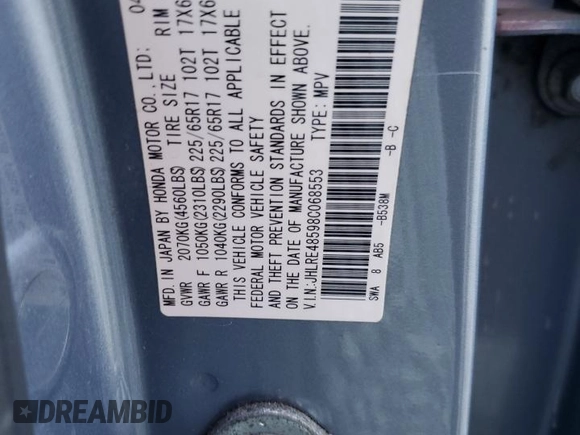 04
MFD. IN JAPAN BY HONDA MOTOR CO., LTD:
GVWR 2070KG(4560LBS) TIRE SIZE RIM
GAWR F 1050KG(2310LBS) 225/65R17 102T 17X6
GAWR R 1040KG(2290LBS) 225/65R17 102T 17X6
THIS VEHICLE CONFORMS TO ALL APPLICABLE
FEDERAL MOTOR VEHICLE SAFETY
AND THEFT PREVENTION STANDARDS IN EFFECT
ON THE DATE OF MANUFACTURE SHOWN ABOVE.
V.I.N:JHLRE48598C068553 TYPE: MPV
SWA 8 AB5 -B538M -B -C
DREAMBID